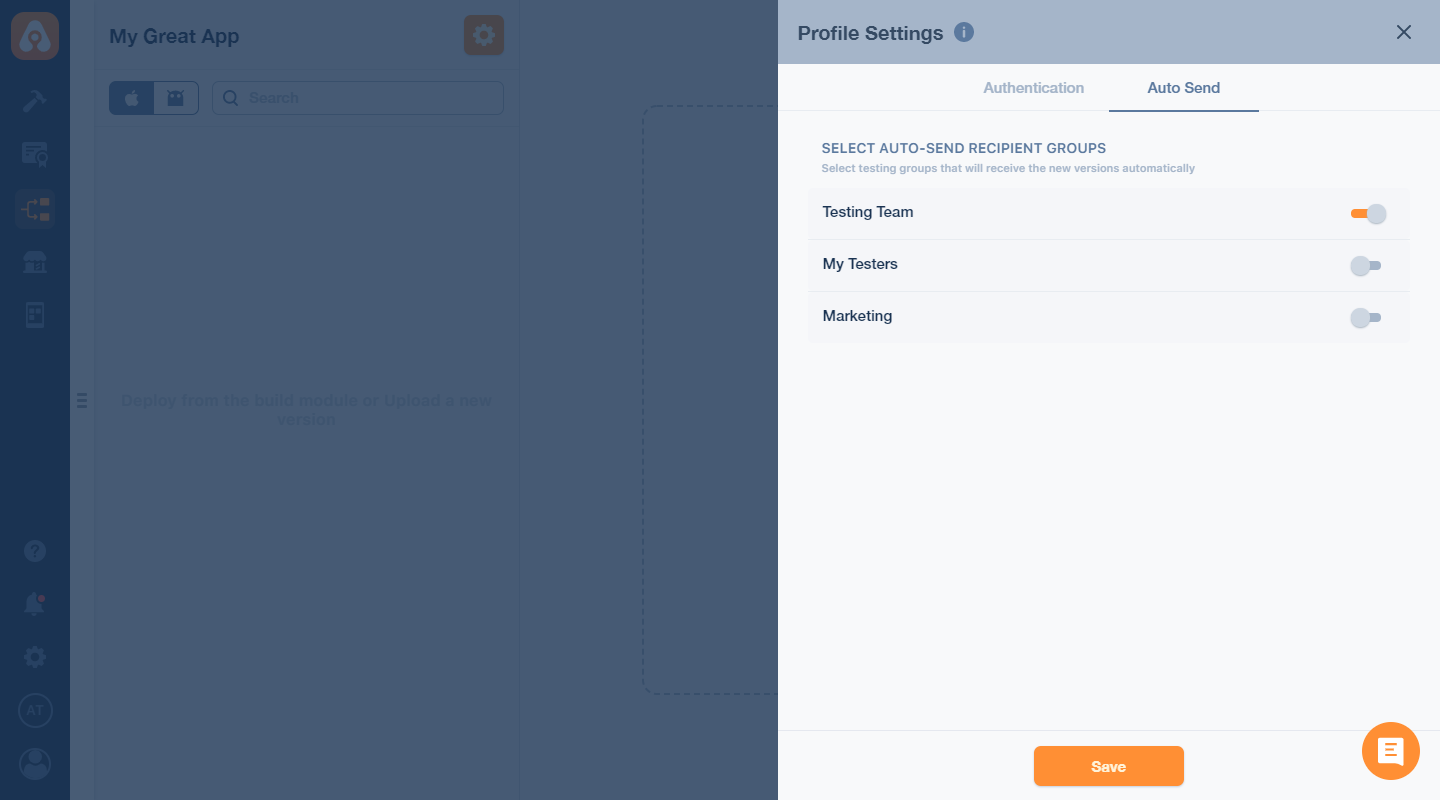 My Great App
Search
Deploy from the build module or Upload a new
version
AT
Profile Settings
Authentication
Auto Send
SELECT AUTO-SEND RECIPIENT GROUPS
Select testing groups that will receive the new versions automatically
Testing Team
My Testers
Marketing
Save